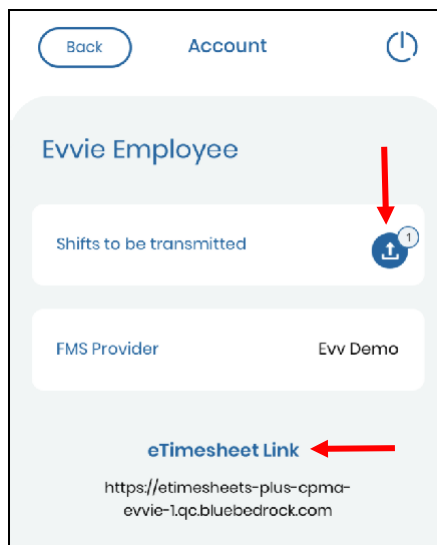 Back
Account
Evvie Employee
Shifts to be transmitted
1
FMS Provider
Evv Demo
eTimesheet Link
https://etimesheets-plus-cpma-
evvie-1.qc.bluebedrock.com